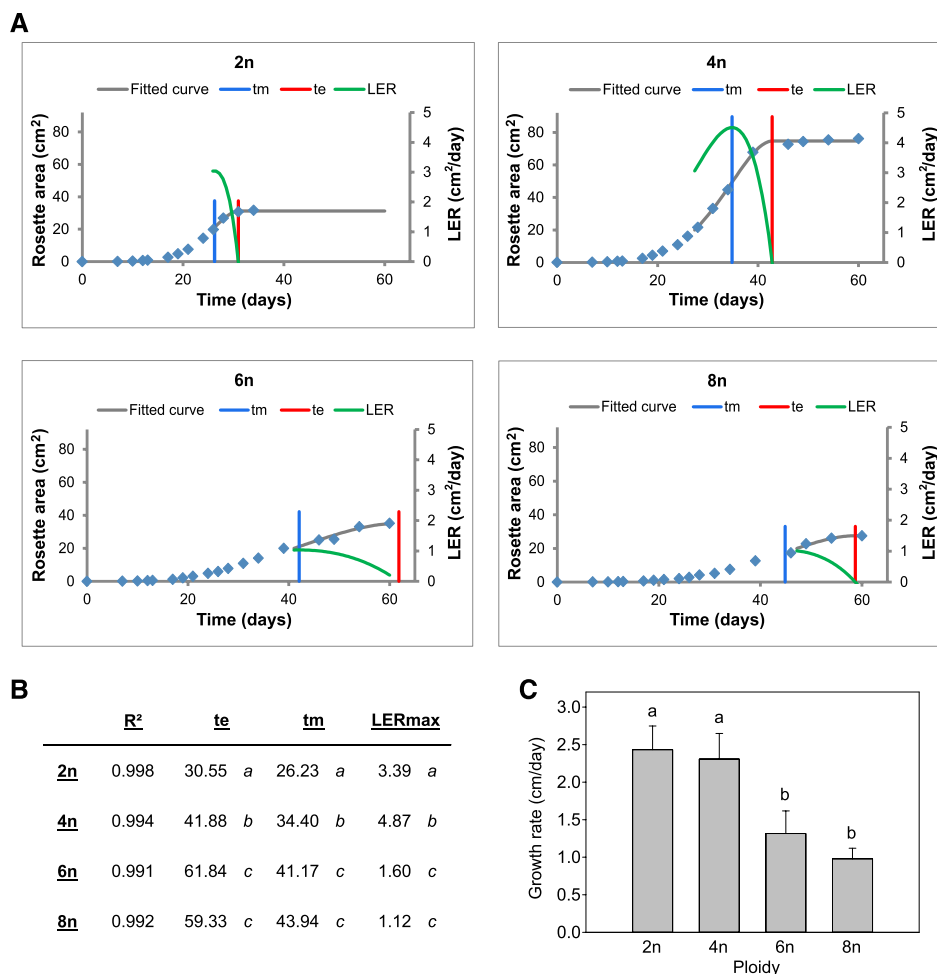 A
2n
Fitted curve tm te LER
Rosette area (cm²)
80
60
40
20
0
5
4
3
2
1
0
LER (cm²/day)
0 20 40 60
Time (days)
4n
Fitted curve tm te LER
Rosette area (cm²)
80
60
40
20
0
5
4
3
2
1
0
LER (cm²/day)
0 20 40 60
Time (days)
6n
Fitted curve tm te LER
Rosette area (cm²)
80
60
40
20
0
5
4
3
2
1
0
LER (cm²/day)
0 20 40 60
Time (days)
8n
Fitted curve tm te LER
Rosette area (cm²)
80
60
40
20
0
5
4
3
2
1
0
LER (cm²/day)
0 20 40 60
Time (days)
B
R² te tm LERmax
2n 0.998 30.55 a 26.23 a 3.39 a
4n 0.994 41.88 b 34.40 b 4.87 b
6n 0.991 61.84 c 41.17 c 1.60 c
8n 0.992 59.33 c 43.94 c 1.12 c
C
Growth rate (cm/day)
3.0
2.5
2.0
1.5
1.0
0.5
0.0
a a b b
2n 4n 6n 8n
Ploidy